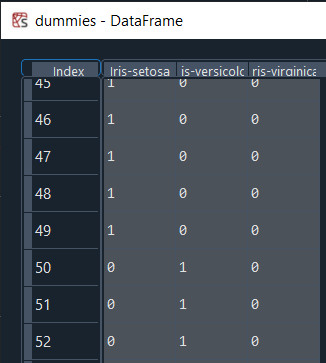 dummies - DataFrame
Index Iris-setosa is-versicolo ris-virginica
45 1 0 0
46 1 0 0
47 1 0 0
48 1 0 0
49 1 0 0
50 0 1 0
51 0 1 0
52 0 1 0